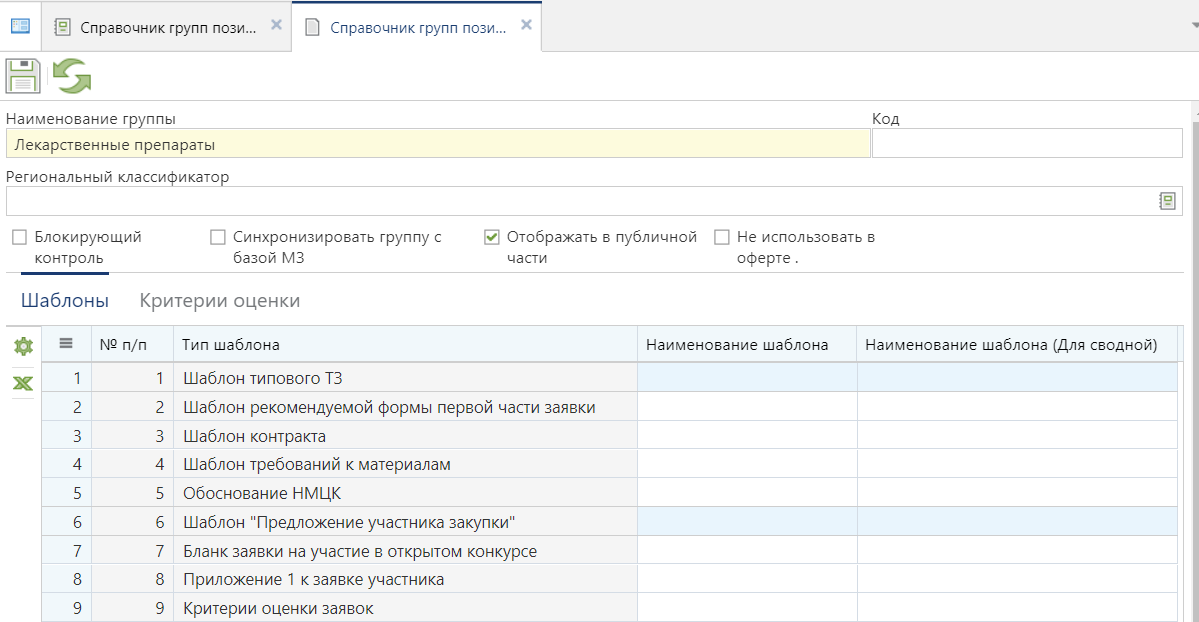 Справочник групп пози...
Справочник групп пози...
Наименование группы
Код
Лекарственные препараты
Региональный классификатор
Блокирующий контроль
Синхронизировать группу с базой МЗ
Отображать в публичной части
Не использовать в оферте .
Шаблоны Критерии оценки
№ п/п Тип шаблона Наименование шаблона Наименование шаблона (Для сводной)
1 1 Шаблон типового ТЗ
2 2 Шаблон рекомендуемой формы первой части заявки
3 3 Шаблон контракта
4 4 Шаблон требований к материалам
5 5 Обоснование НМЦК
6 6 Шаблон "Предложение участника закупки"
7 7 Бланк заявки на участие в открытом конкурсе
8 8 Приложение 1 к заявке участника
9 9 Критерии оценки заявок